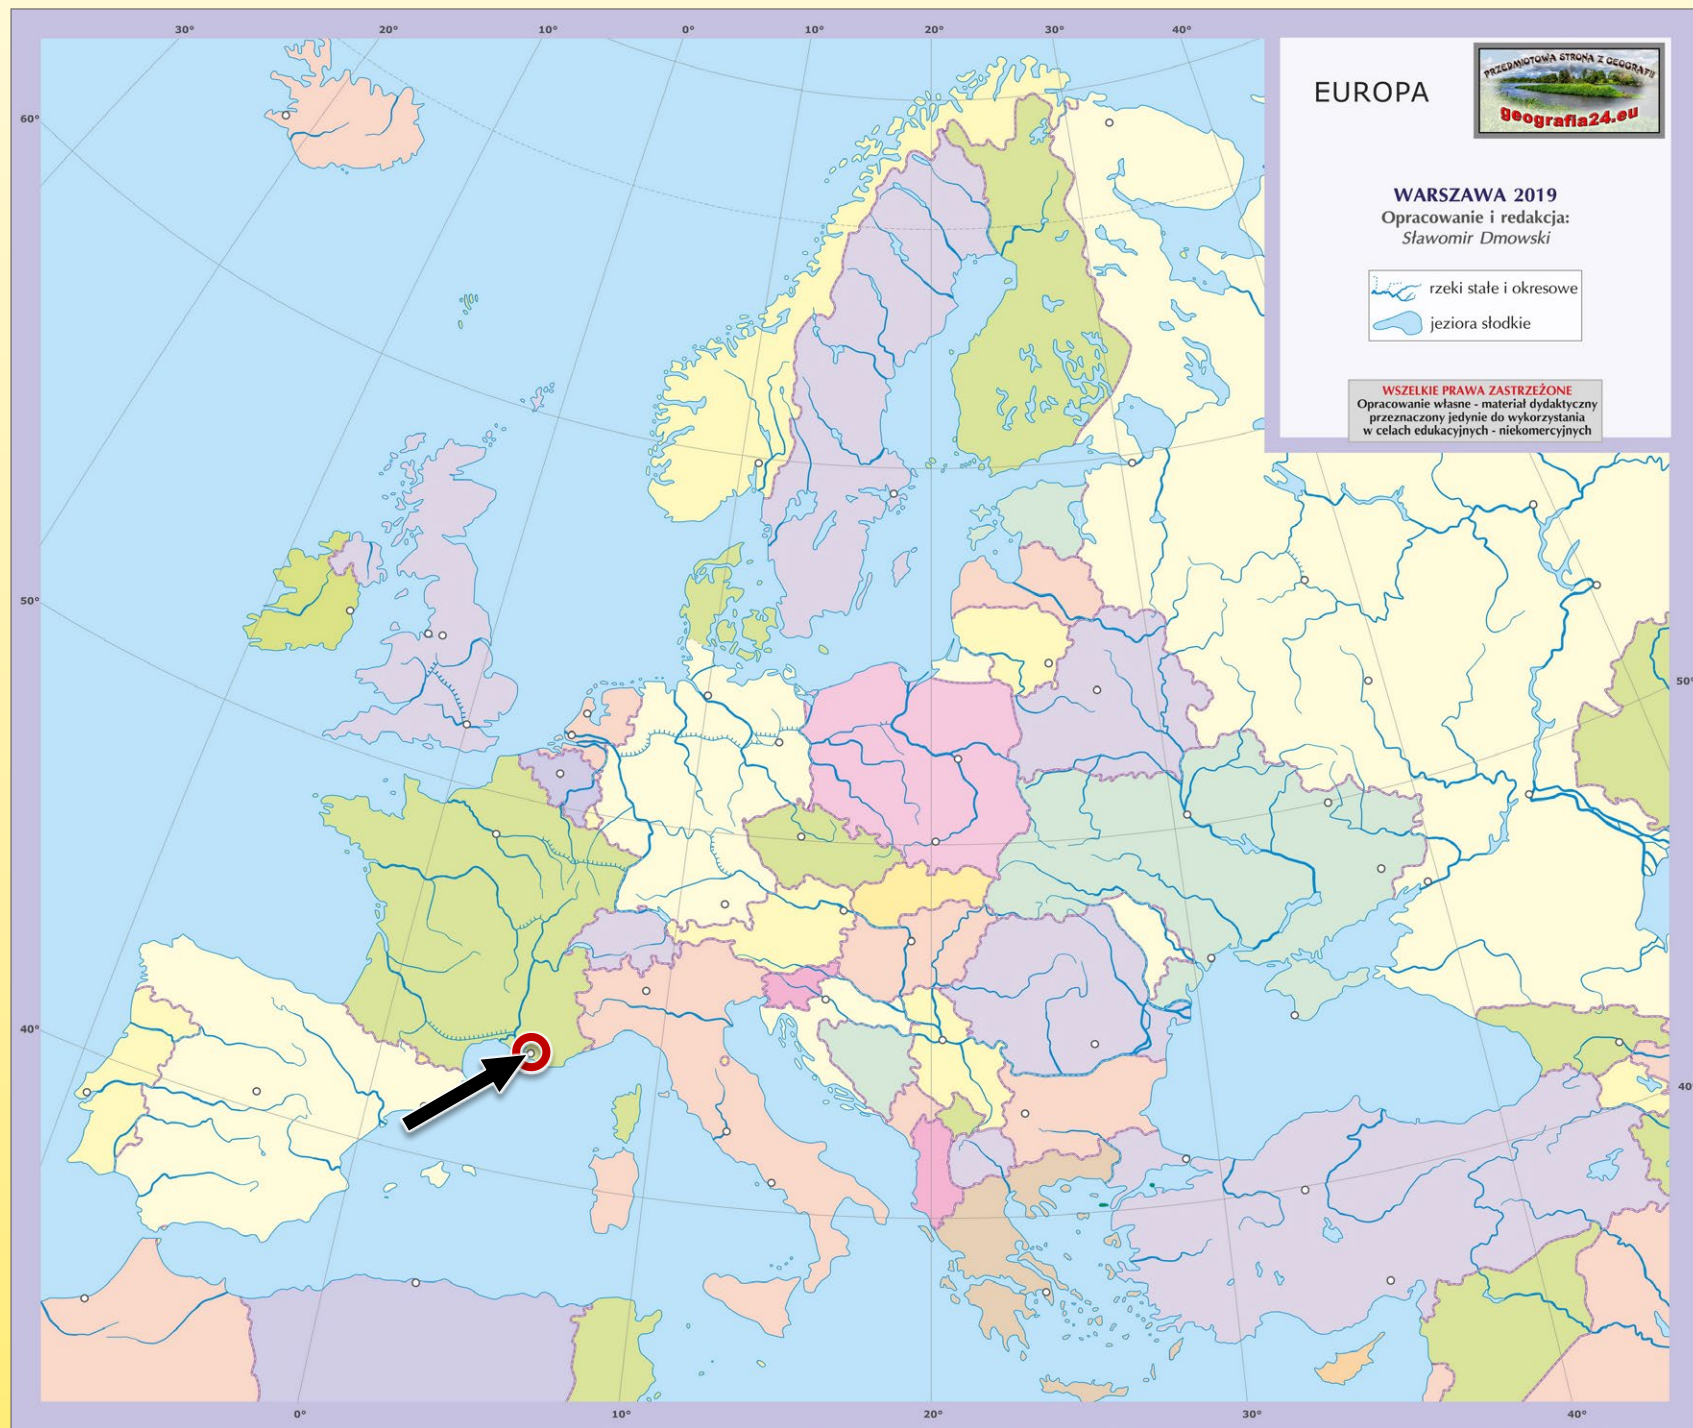 30°
20°
10°
0°
10°
20°
30°
40°
60°
50°
40°
50°
40°
0°
10°
20°
30°
40°
EUROPA
PRZEDMIOTOWA STRONA Z GEOGRAFII
geografia24.eu
WARSZAWA 2019
Opracowanie i redakcja:
Sławomir Dmowski
rzeki stałe i okresowe
jeziora słodkie
WSZELKIE PRAWA ZASTRZEŻONE
Opracowanie własne - materiał dydaktyczny
przeznaczony jedynie do wykorzystania
w celach edukacyjnych - niekomercyjnych